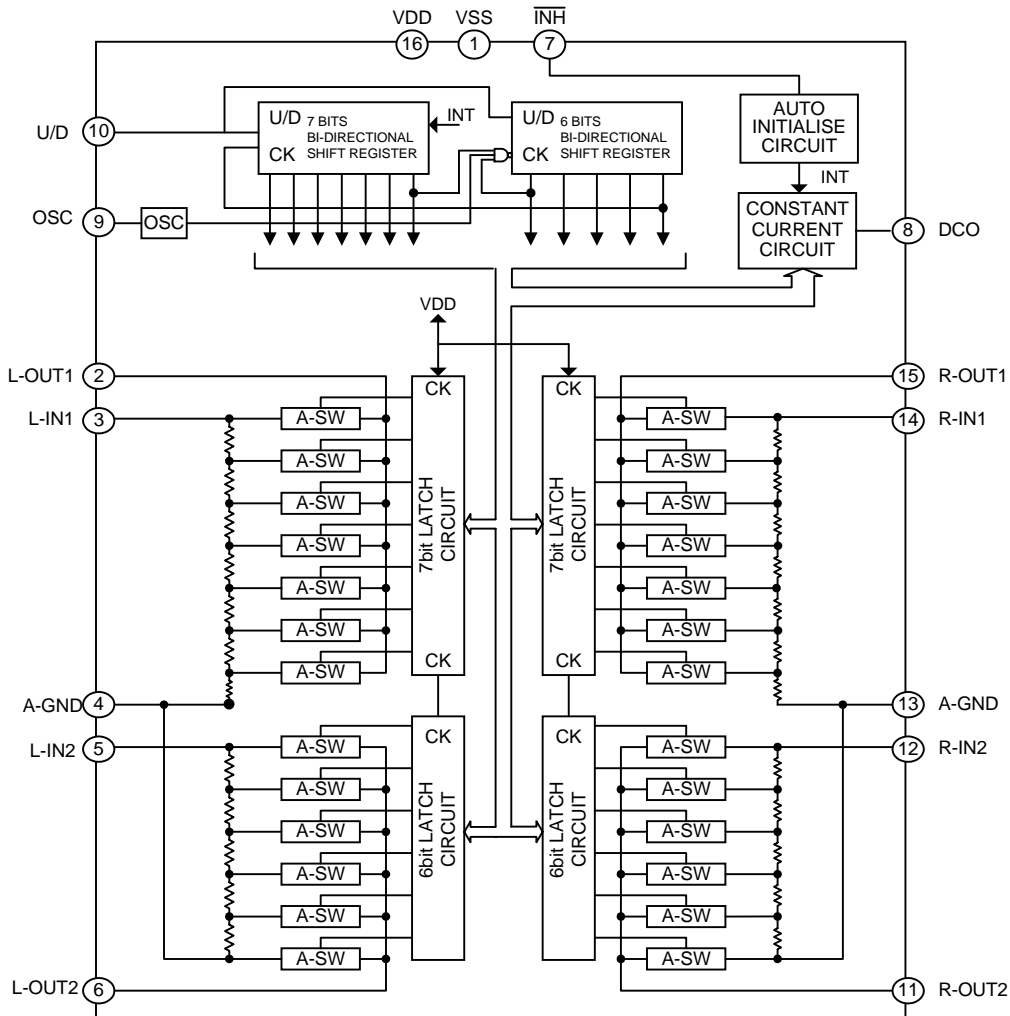 VDD VSS INH
16 1 7
U/D 10
U/D 7 BITS
BI-DIRECTIONAL
CK SHIFT REGISTER
INT
U/D 6 BITS
BI-DIRECTIONAL
CK SHIFT REGISTER
AUTO
INITIALISE
CIRCUIT
INT
OSC 9 OSC
CONSTANT
CURRENT
CIRCUIT
8 DCO
VDD
L-OUT1 2
L-IN1 3
A-SW
A-SW
A-SW
A-SW
A-SW
A-SW
A-SW
CK
7bit LATCH
CIRCUIT
CK
CK
7bit LATCH
CIRCUIT
CK
A-SW
A-SW
A-SW
A-SW
A-SW
A-SW
A-SW
15 R-OUT1
14 R-IN1
A-GND 4
13 A-GND
L-IN2 5
A-SW
A-SW
A-SW
A-SW
A-SW
A-SW
CK
6bit LATCH
CIRCUIT
CK
6bit LATCH
CIRCUIT
A-SW
A-SW
A-SW
A-SW
A-SW
A-SW
12 R-IN2
L-OUT2 6
11 R-OUT2